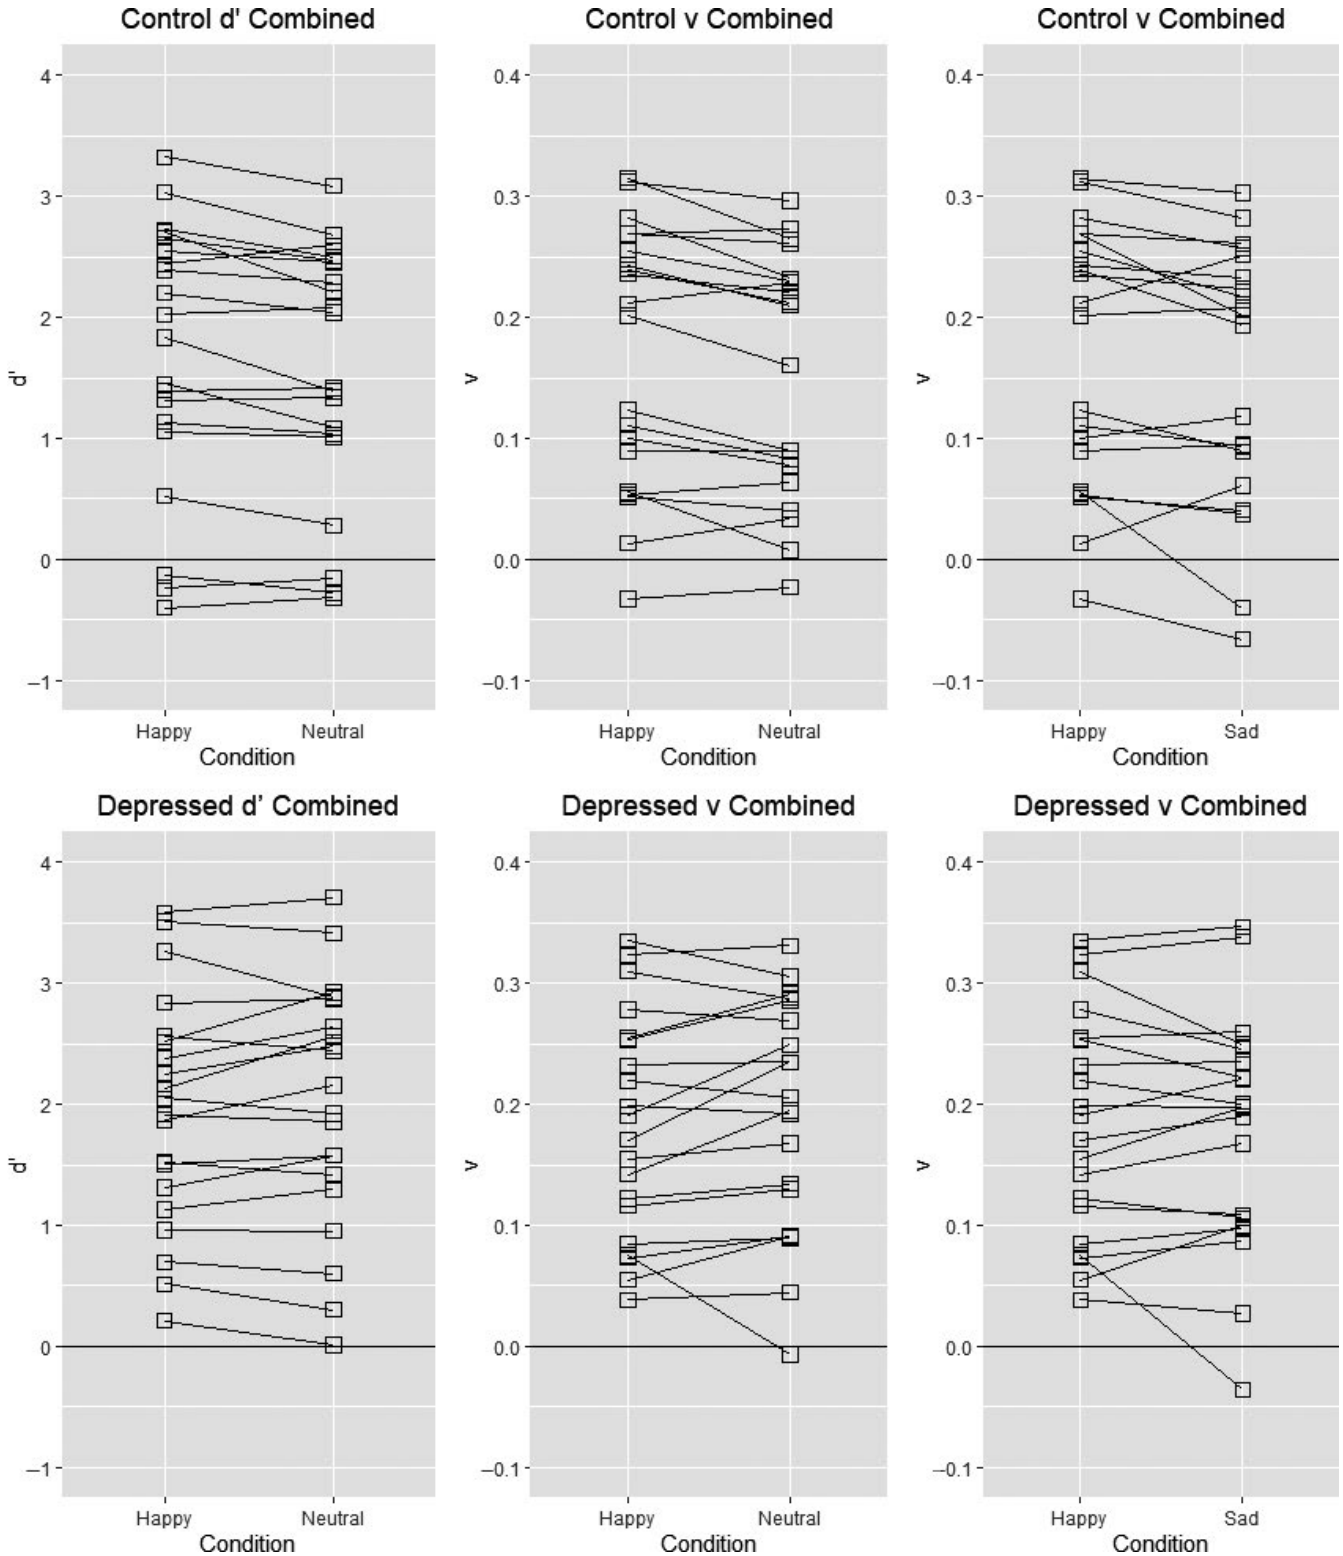 Control d' Combined
4
3
2
1
0
–1
d'
Happy
Neutral
Condition
Control v Combined
0.4
0.3
0.2
0.1
0.0
–0.1
v
Happy
Neutral
Condition
Control v Combined
0.4
0.3
0.2
0.1
0.0
–0.1
v
Happy
Sad
Condition
Depressed d’ Combined
4
3
2
1
0
–1
d'
Happy
Neutral
Condition
Depressed v Combined
0.4
0.3
0.2
0.1
0.0
–0.1
v
Happy
Neutral
Condition
Depressed v Combined
0.4
0.3
0.2
0.1
0.0
–0.1
v
Happy
Sad
Condition